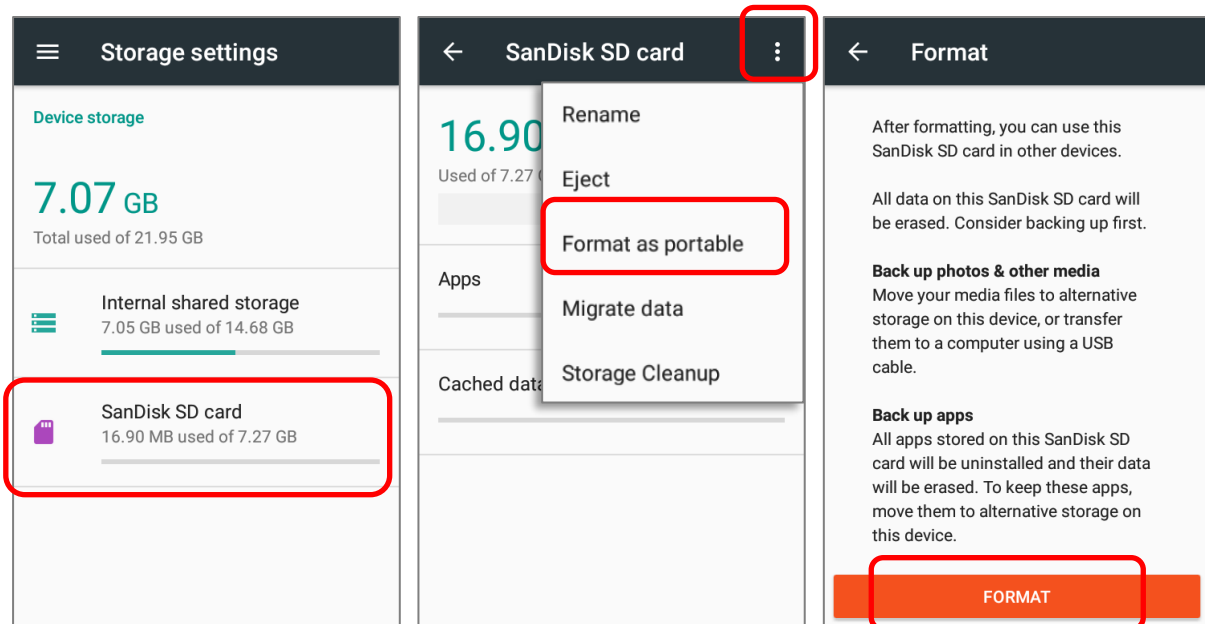 Storage settings
Device storage
7.07 GB
Total used of 21.95 GB
Internal shared storage
7.05 GB used of 14.68 GB
SanDisk SD card
16.90 MB used of 7.27 GB
SanDisk SD card
16.90
Used of 7.27
Apps
Cached data
Rename
Eject
Format as portable
Migrate data
Storage Cleanup
Format
After formatting, you can use this
SanDisk SD card in other devices.
All data on this SanDisk SD card will
be erased. Consider backing up first.
Back up photos & other media
Move your media files to alternative
storage on this device, or transfer
them to a computer using a USB
cable.
Back up apps
All apps stored on this SanDisk SD
card will be uninstalled and their data
will be erased. To keep these apps,
move them to alternative storage on
this device.
FORMAT